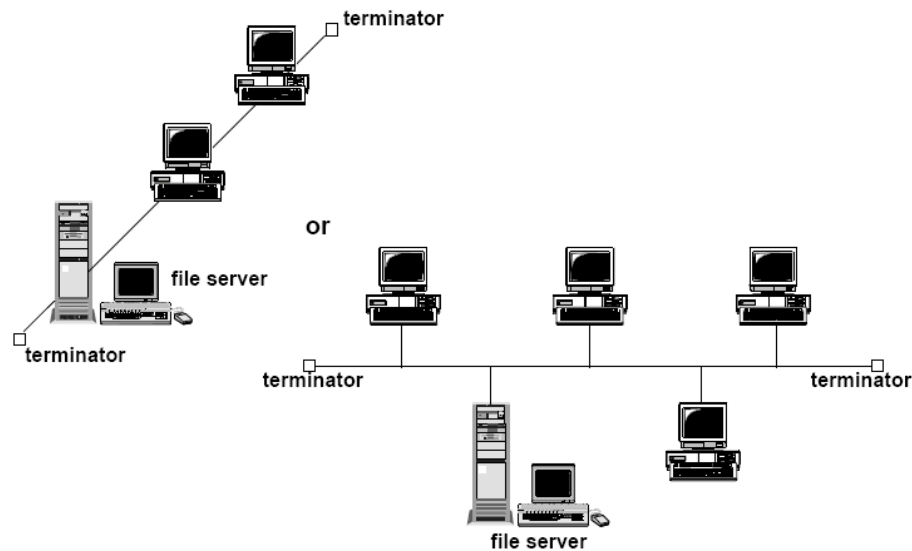 terminator
file server
terminator
or
terminator
terminator
file server